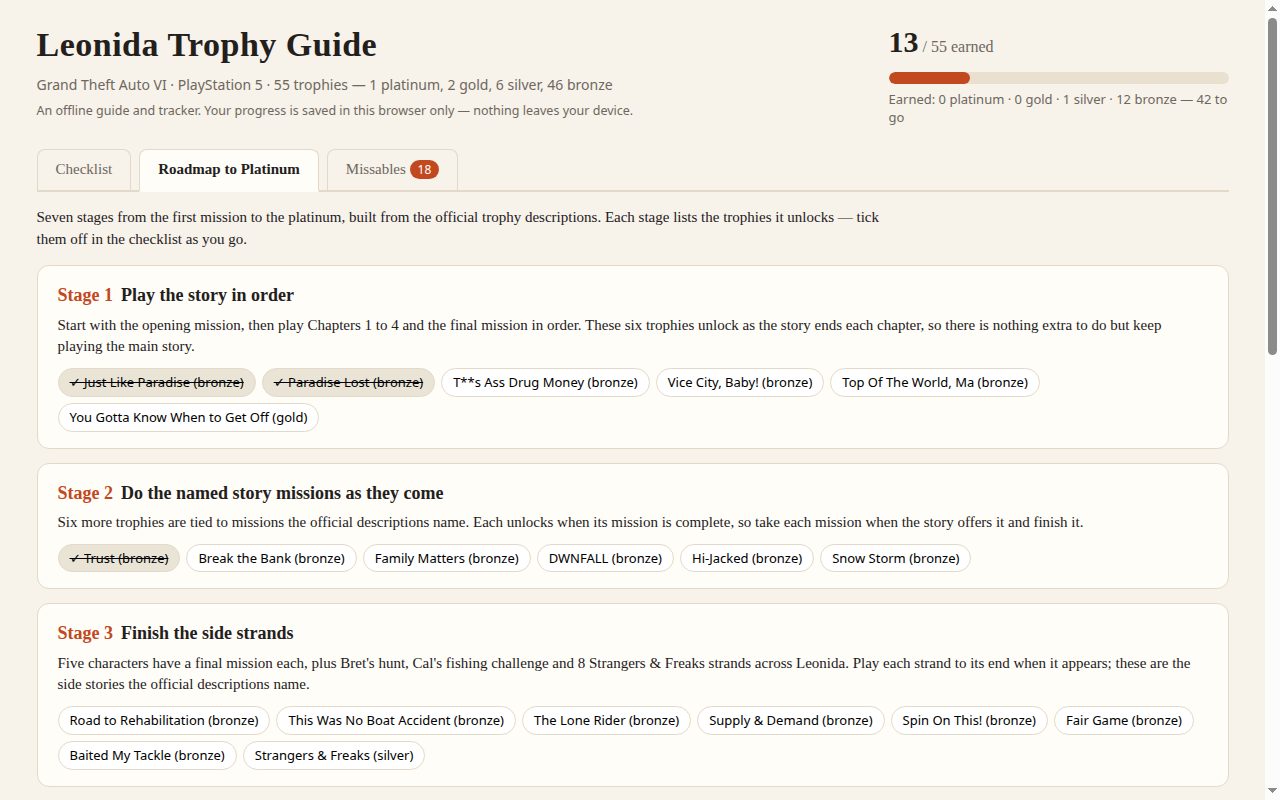 Leonida Trophy Guide
13 / 55 earned
Grand Theft Auto VI · PlayStation 5 · 55 trophies — 1 platinum, 2 gold, 6 silver, 46 bronze
An offline guide and tracker. Your progress is saved in this browser only — nothing leaves your device.
Earned: 0 platinum · 0 gold · 1 silver · 12 bronze — 42 to
go
Checklist
Roadmap to Platinum
Missables 18
Seven stages from the first mission to the platinum, built from the official trophy descriptions. Each stage lists the trophies it unlocks — tick
them off in the checklist as you go.
Stage 1 Play the story in order
Start with the opening mission, then play Chapters 1 to 4 and the final mission in order. These six trophies unlock as the story ends each chapter, so there is nothing extra to do but keep
playing the main story.
✓ Just Like Paradise (bronze) ✓ Paradise Lost (bronze) T**s Ass Drug Money (bronze) Vice City, Baby! (bronze) Top Of The World, Ma (bronze)
You Gotta Know When to Get Off (gold)
Stage 2 Do the named story missions as they come
Six more trophies are tied to missions the official descriptions name. Each unlocks when its mission is complete, so take each mission when the story offers it and finish it.
✓ Trust (bronze) Break the Bank (bronze) Family Matters (bronze) DWNFALL (bronze) Hi-Jacked (bronze) Snow Storm (bronze)
Stage 3 Finish the side strands
Five characters have a final mission each, plus Bret's hunt, Cal's fishing challenge and 8 Strangers & Freaks strands across Leonida. Play each strand to its end when it appears; these are the
side stories the official descriptions name.
Road to Rehabilitation (bronze) This Was No Boat Accident (bronze) The Lone Rider (bronze) Supply & Demand (bronze) Spin On This! (bronze) Fair Game (bronze)
Baited My Tackle (bronze) Strangers & Freaks (silver)